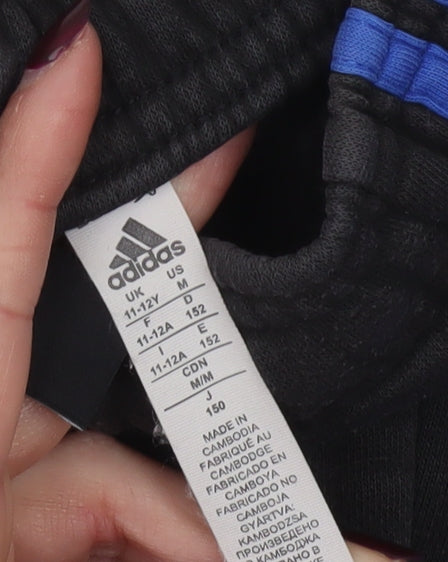 adidas
UK US
11-12Y M
F D
11-12A 152
I E
11-12A 152
CDN
M/M
J
150
MADE IN
CAMBODIA
FABRIQUÉ AU
CAMBODGE
FABRICADO EN
CAMBOYA
FABRICADO NO
CAMBOJA
GYÁRTVA:
KAMBODZSA
ПРОИЗВЕДЕНО
В КАМБОДЖА